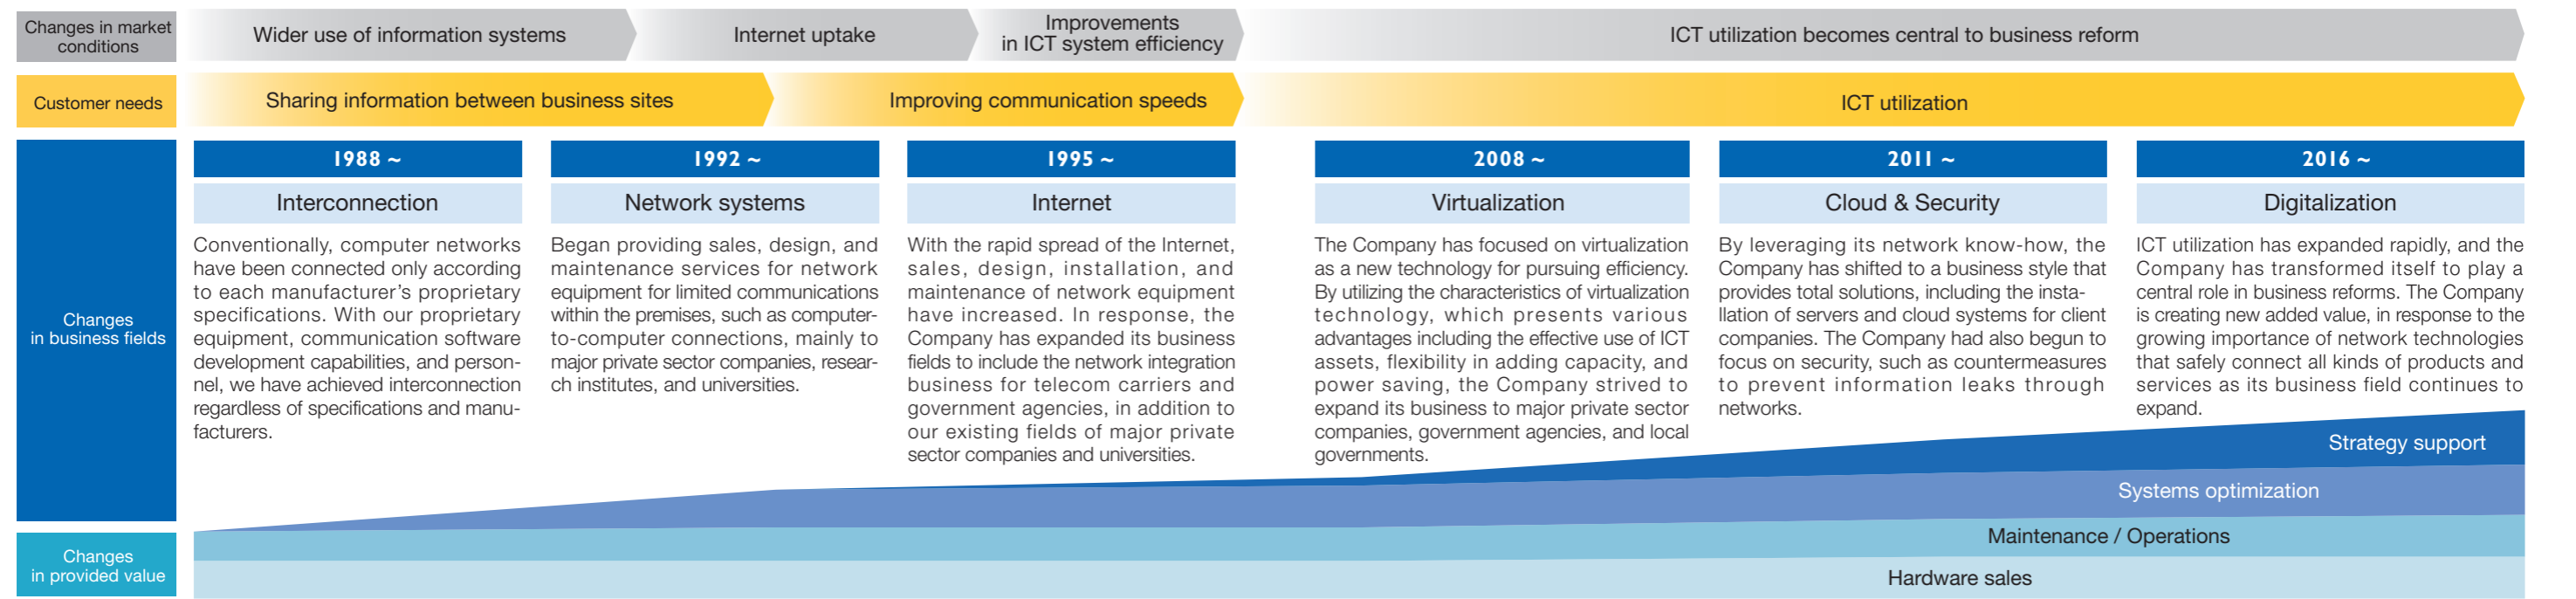 Changes in market
conditions
Wider use of information systems
Internet uptake
Improvements
in ICT system efficiency
ICT utilization becomes central to business reform
Customer needs
Sharing information between business sites
Improving communication speeds
ICT utilization
Changes
in business fields
1988 ~
Interconnection
Conventionally, computer networks
have been connected only according
to each manufacturer's proprietary
specifications. With our proprietary
equipment, communication software
development capabilities, and person-
nel, we have achieved interconnection
regardless of specifications and manu-
facturers.
1992 ~
Network systems
Began providing sales, design, and
maintenance services for network
equipment for limited communications
within the premises, such as computer-
to-computer connections, mainly to
major private sector companies, resear-
ch institutes, and universities.
1995 ~
Internet
With the rapid spread of the Internet,
sales, design, installation, and
maintenance of network equipment
have increased. In response, the
Company has expanded its business
fields to include the network integration
business for telecom carriers and
government agencies, in addition to
our existing fields of major private
sector companies and universities.
2008 ~
Virtualization
The Company has focused on virtualization
as a new technology for pursuing efficiency.
By utilizing the characteristics of virtualization
technology, which presents various
advantages including the effective use of ICT
assets, flexibility in adding capacity, and
power saving, the Company strived to
expand its business to major private sector
companies, government agencies, and local
governments.
2011 ~
Cloud & Security
By leveraging its network know-how, the
Company has shifted to a business style that
provides total solutions, including the insta-
llation of servers and cloud systems for client
companies. The Company had also begun to
focus on security, such as countermeasures
to prevent information leaks through
networks.
2016 ~
Digitalization
ICT utilization has expanded rapidly, and the
Company has transformed itself to play a
central role in business reforms. The Company
is creating new added value, in response to the
growing importance of network technologies
that safely connect all kinds of products and
services as its business field continues to
expand.
Strategy support
Systems optimization
Changes
in provided value
Maintenance / Operations
Hardware sales